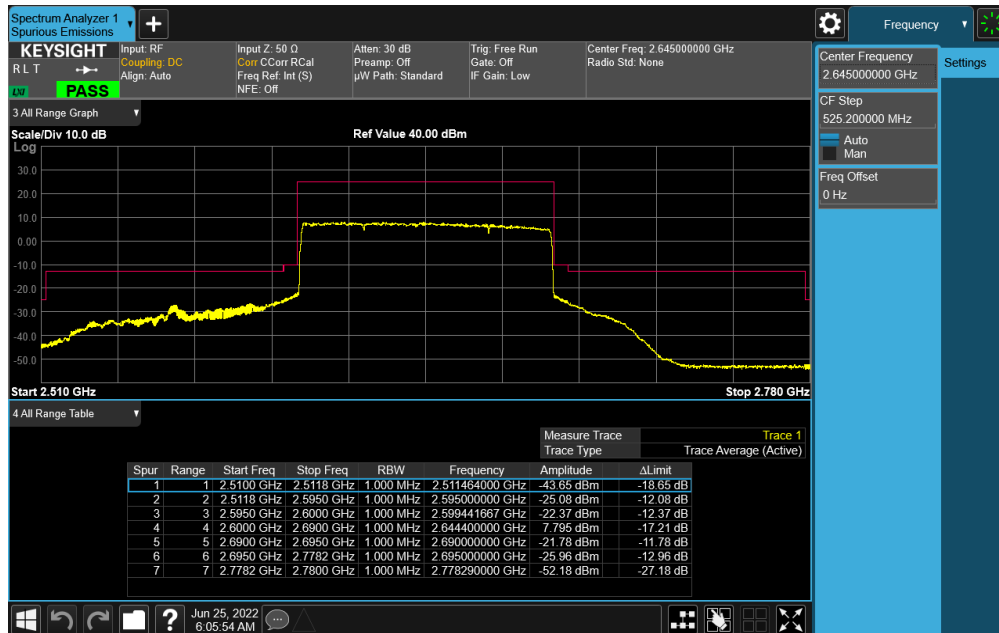 Spectrum Analyzer 1
Spurious Emissions
Frequency
KEYSIGHT
R L T
LXI
PASS
Input: RF
Coupling: DC
Align: Auto
Input Z: 50 Ω
Corr CCorr RCal
Freq Ref: Int (S)
NFE: Off
Atten: 30 dB
Preamp: Off
µW Path: Standard
Trig: Free Run
Gate: Off
IF Gain: Low
Center Freq: 2.645000000 GHz
Radio Std: None
Center Frequency
2.645000000 GHz
Settings
CF Step
525.200000 MHz
Auto
Man
Freq Offset
0 Hz
3 All Range Graph
Scale/Div 10.0 dB
Ref Value 40.00 dBm
Log
30.0
20.0
10.0
0.00
-10.0
-20.0
-30.0
-40.0
-50.0
Start 2.510 GHz
Stop 2.780 GHz
4 All Range Table
Measure Trace Trace 1
Trace Type Trace Average (Active)
Spur Range Start Freq Stop Freq RBW Frequency Amplitude ΔLimit
1 1 2.5100 GHz 2.5118 GHz 1.000 MHz 2.511464000 GHz -43.65 dBm -18.65 dB
2 2 2.5118 GHz 2.5950 GHz 1.000 MHz 2.595000000 GHz -25.08 dBm -12.08 dB
3 3 2.5950 GHz 2.6000 GHz 1.000 MHz 2.599441667 GHz -22.37 dBm -12.37 dB
4 4 2.6000 GHz 2.6900 GHz 1.000 MHz 2.644400000 GHz 7.795 dBm -17.21 dB
5 5 2.6900 GHz 2.6950 GHz 1.000 MHz 2.690000000 GHz -21.78 dBm -11.78 dB
6 6 2.6950 GHz 2.7782 GHz 1.000 MHz 2.695000000 GHz -25.96 dBm -12.96 dB
7 7 2.7782 GHz 2.7800 GHz 1.000 MHz 2.778290000 GHz -52.18 dBm -27.18 dB
?
Jun 25, 2022
6:05:54 AM